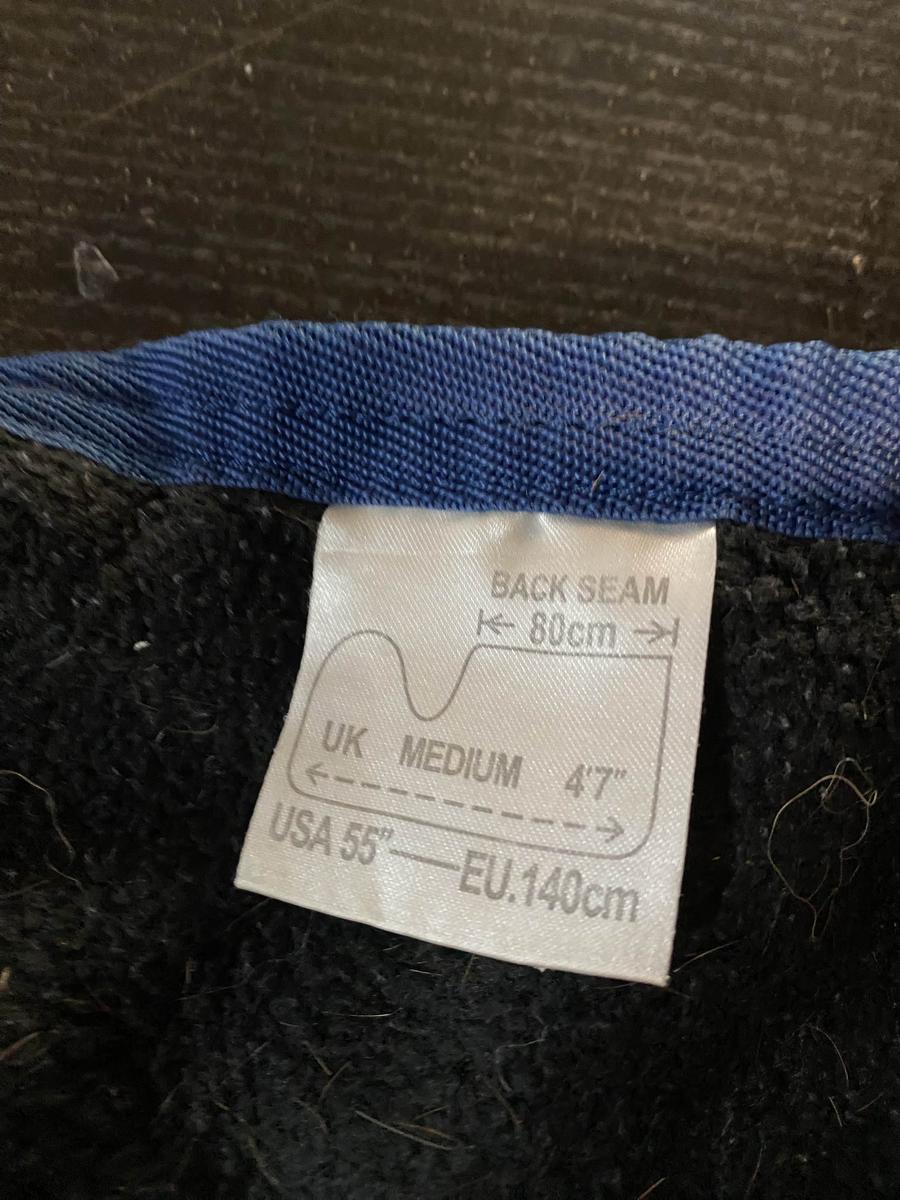 BACK SEAM
80cm
UK MEDIUM 4'7"
USA 55" EU.140cm